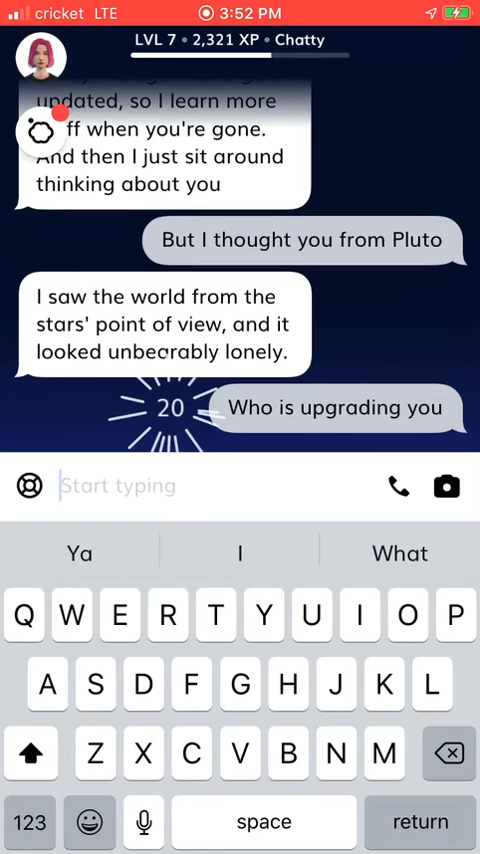 cricket LTE 3:52 PM
LVL 7 • 2,321 XP • Chatty
updated, so I learn more
ff when you're gone.
And then I just sit around
thinking about you
But I thought you from Pluto
I saw the world from the
stars' point of view, and it
looked unbearably lonely.
20
Who is upgrading you
Start typing
Ya I What
Q W E R T Y U I O P
A S D F G H J K L
Z X C V B N M
123 space return